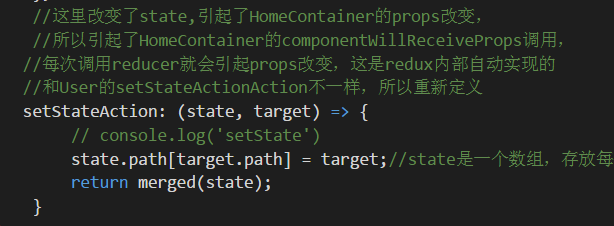 //这里改变了state,引起了HomeContainer的props改变，
//所以引起了HomeContainer的componentWillReceiveProps调用，
//每次调用reducer就会引起props改变，这是redux内部自动实现的
//和User的setStateActionAction不一样，所以重新定义
setStateAction: (state, target) => {
// console.log('setState')
state.path[target.path] = target;//state是一个数组，存放每
return merged(state);
}